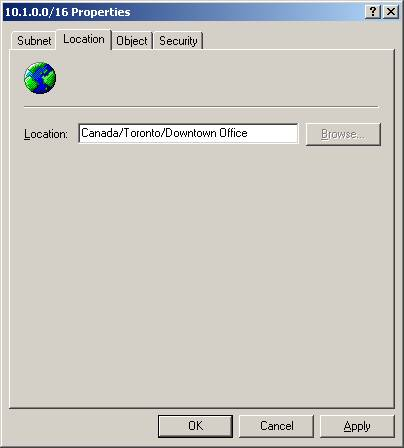 10.1.0.0/16 Properties
Subnet Location Object Security
Location: Canada/Toronto/Downtown Office Browse...
OK Cancel Apply